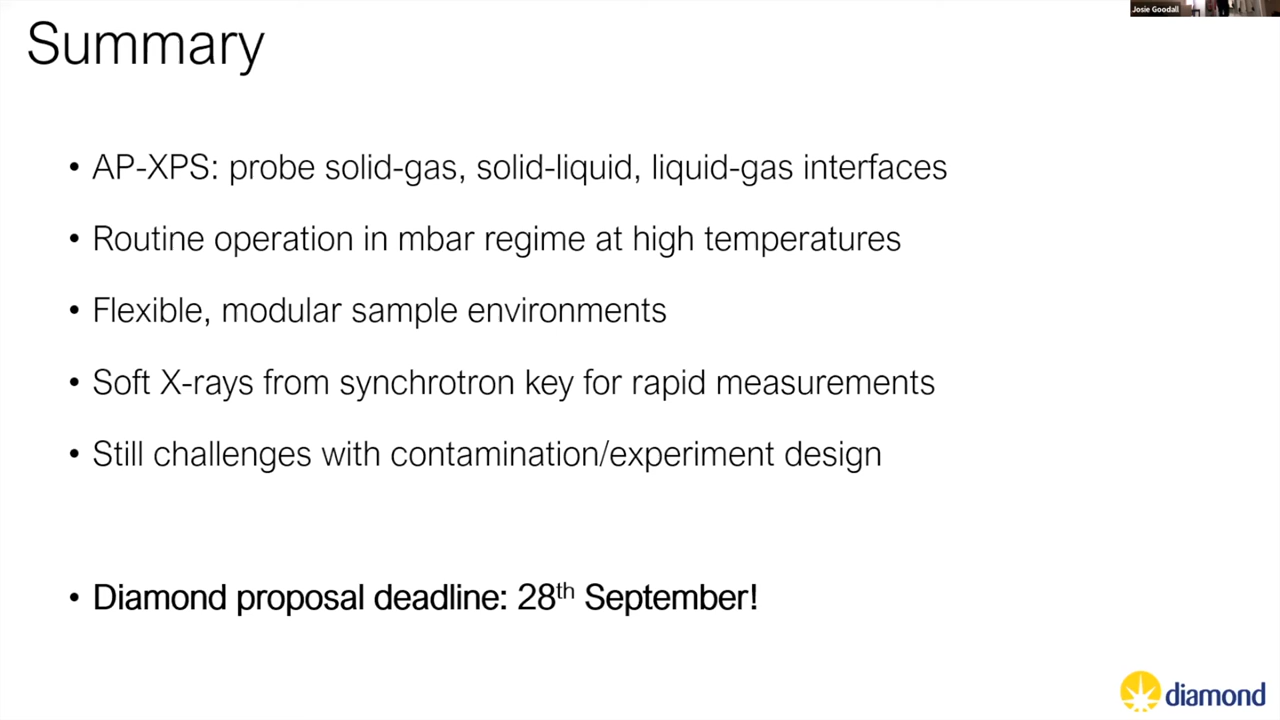 Josie Goodall
Summary
• AP-XPS: probe solid-gas, solid-liquid, liquid-gas interfaces
• Routine operation in mbar regime at high temperatures
• Flexible, modular sample environments
• Soft X-rays from synchrotron key for rapid measurements
• Still challenges with contamination/experiment design
• Diamond proposal deadline: 28th September!
diamond